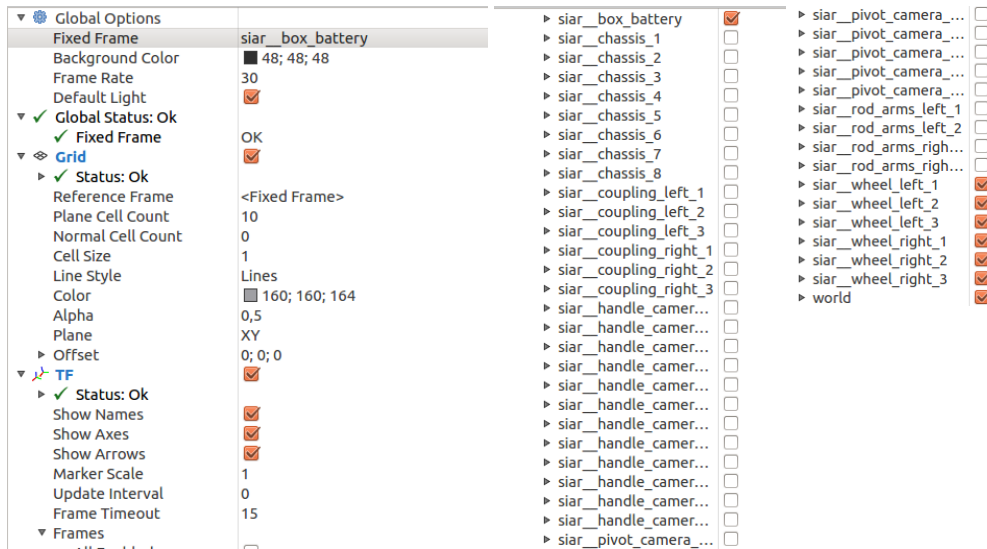 Global Options
Fixed Frame siar__box_battery
Background Color 48; 48; 48
Frame Rate 30
Default Light
Global Status: Ok
Fixed Frame OK
Grid
Status: Ok
Reference Frame <Fixed Frame>
Plane Cell Count 10
Normal Cell Count 0
Cell Size 1
Line Style Lines
Color 160; 160; 164
Alpha 0,5
Plane XY
Offset 0; 0; 0
TF
Status: Ok
Show Names
Show Axes
Show Arrows
Marker Scale 1
Update Interval 0
Frame Timeout 15
Frames
siar__box_battery
siar__chassis_1
siar__chassis_2
siar__chassis_3
siar__chassis_4
siar__chassis_5
siar__chassis_6
siar__chassis_7
siar__chassis_8
siar__coupling_left_1
siar__coupling_left_2
siar__coupling_left_3
siar__coupling_right_1
siar__coupling_right_2
siar__coupling_right_3
siar__handle_camer...
siar__handle_camer...
siar__handle_camer...
siar__handle_camer...
siar__handle_camer...
siar__handle_camer...
siar__handle_camer...
siar__handle_camer...
siar__handle_camer...
siar__handle_camer...
siar__handle_camer...
siar__handle_camer...
siar__pivot_camera_...
siar__pivot_camera_...
siar__pivot_camera_...
siar__pivot_camera_...
siar__pivot_camera_...
siar__pivot_camera_...
siar__rod_arms_left_1
siar__rod_arms_left_2
siar__rod_arms_righ...
siar__rod_arms_righ...
siar__wheel_left_1
siar__wheel_left_2
siar__wheel_left_3
siar__wheel_right_1
siar__wheel_right_2
siar__wheel_right_3
world